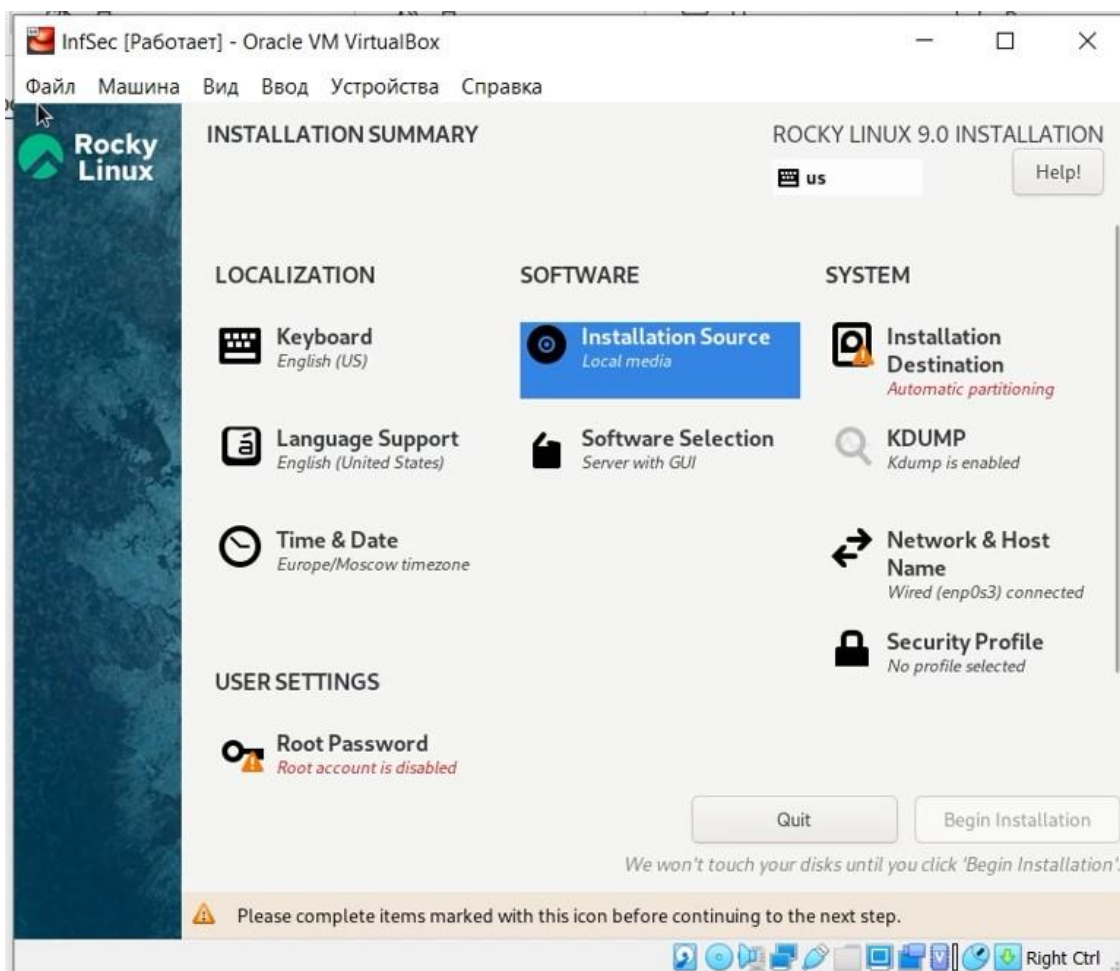 InfSec [Работает] - Oracle VM VirtualBox
Файл Машина Вид Ввод Устройства Справка
Rocky
Linux
INSTALLATION SUMMARY
ROCKY LINUX 9.0 INSTALLATION
us
Help!
LOCALIZATION
Keyboard
English (US)
Language Support
English (United States)
Time & Date
Europe/Moscow timezone
SOFTWARE
Installation Source
Local media
Software Selection
Server with GUI
SYSTEM
Installation
Destination
Automatic partitioning
KDUMP
Kdump is enabled
Network & Host
Name
Wired (enp0s3) connected
Security Profile
No profile selected
USER SETTINGS
Root Password
Root account is disabled
Quit
Begin Installation
We won't touch your disks until you click 'Begin Installation'.
Please complete items marked with this icon before continuing to the next step.
Right Ctrl